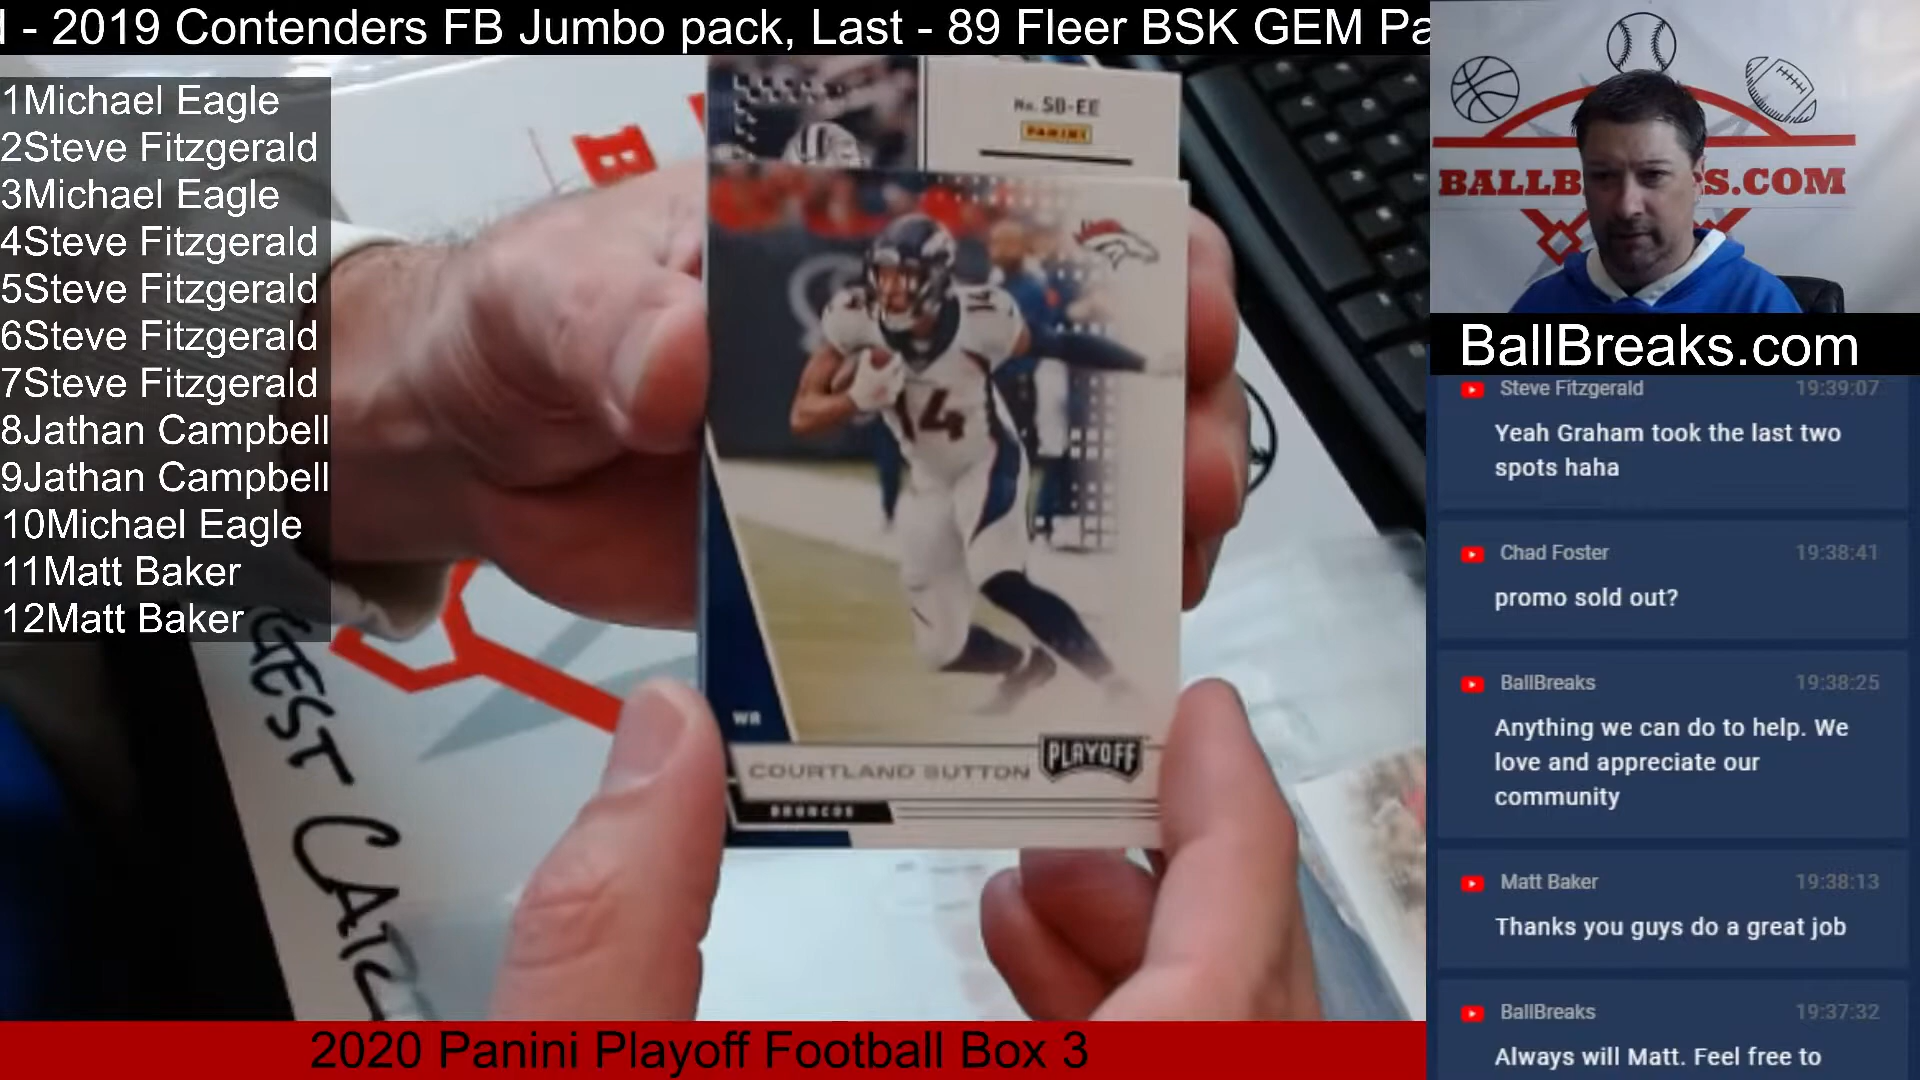 - 2019 Contenders FB Jumbo pack, Last - 89 Fleer BSK GEM Pa
1Michael Eagle
2Steve Fitzgerald
3Michael Eagle
4Steve Fitzgerald
5Steve Fitzgerald
6Steve Fitzgerald
7Steve Fitzgerald
8Jathan Campbell
9Jathan Campbell
10Michael Eagle
11Matt Baker
12Matt Baker
No. SB-EE
PANINI
14
WR
PLAYOFF
COURTLAND SUTTON
BRONCOS
GEST CA
B
2020 Panini Playoff Football Box 3
BALLB S.COM
BallBreaks.com
Steve Fitzgerald 19:39:07
Yeah Graham took the last two
spots haha
Chad Foster 19:38:41
promo sold out?
BallBreaks 19:38:25
Anything we can do to help. We
love and appreciate our
community
Matt Baker 19:38:13
Thanks you guys do a great job
BallBreaks 19:37:32
Always will Matt. Feel free to